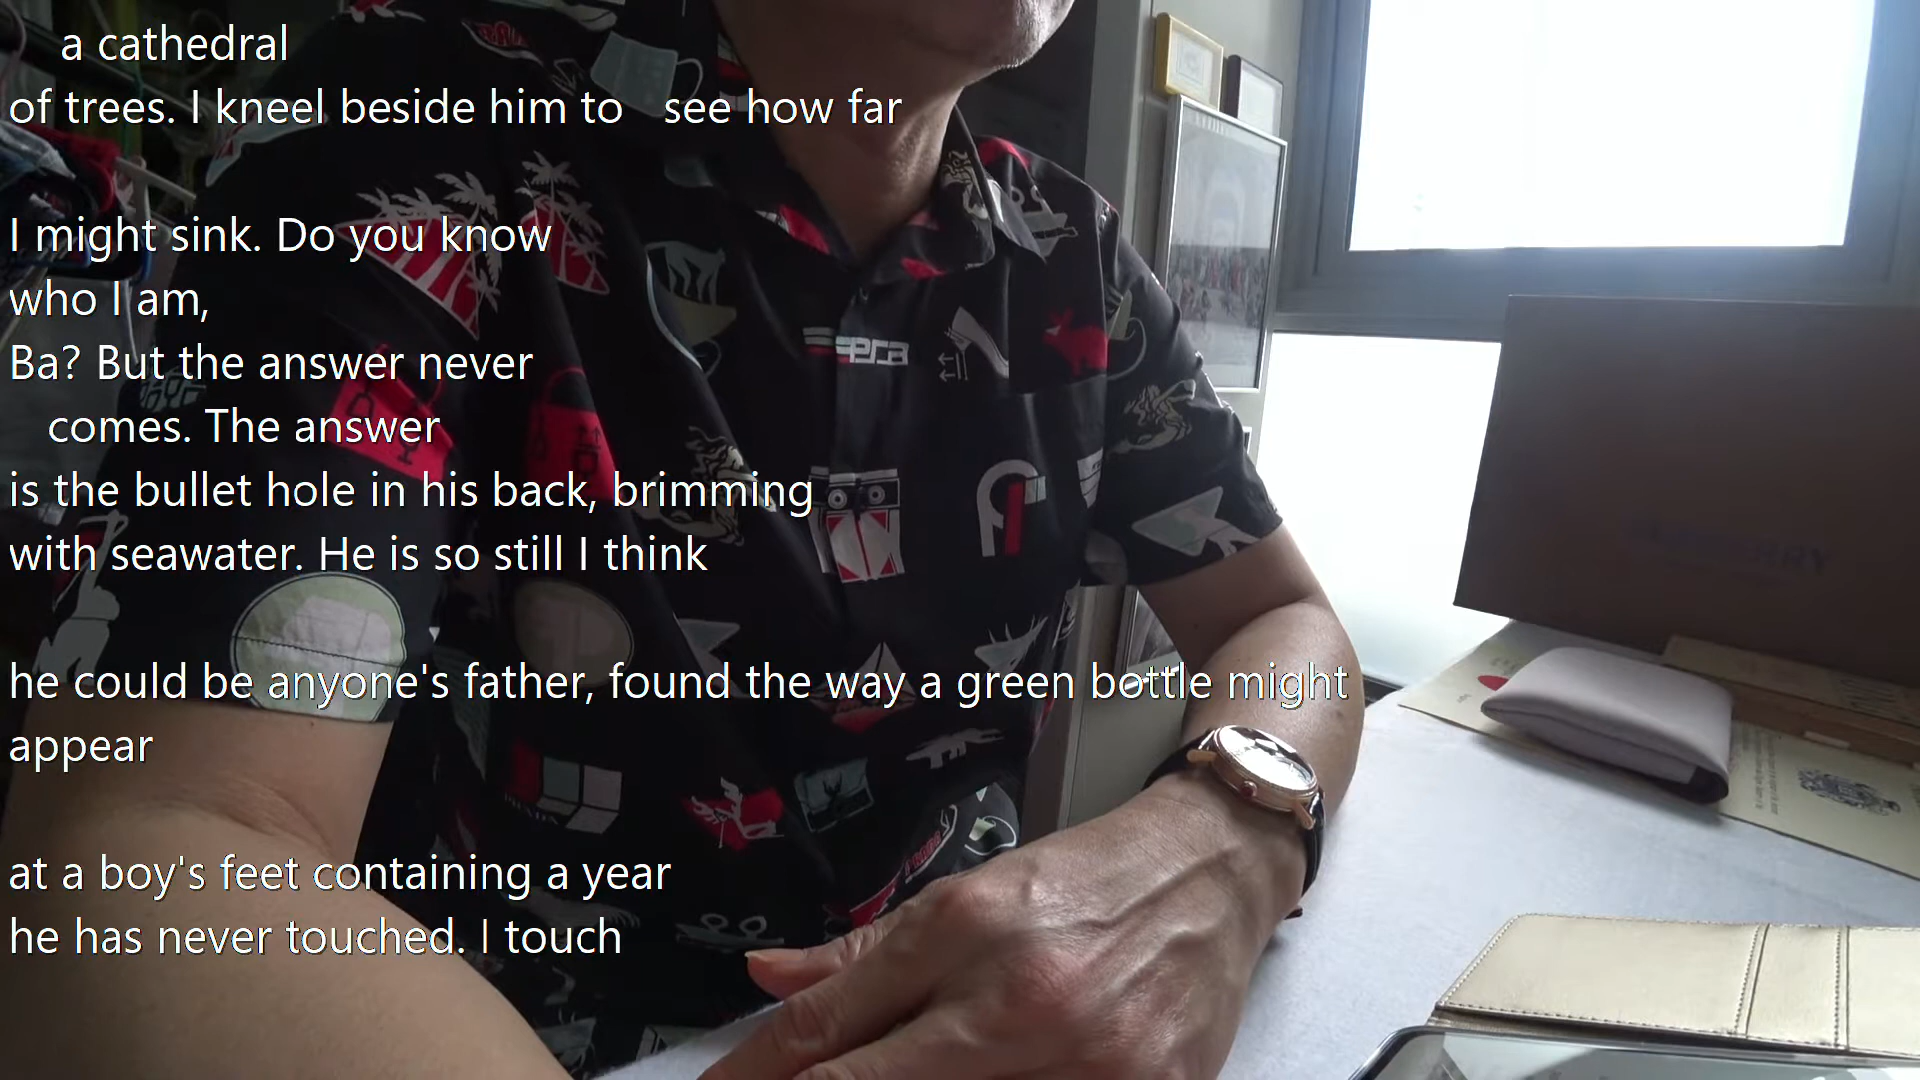 a cathedral
of trees. I kneel beside him to see how far
I might sink. Do you know
who I am,
Ba? But the answer never
comes. The answer
is the bullet hole in his back, brimming
with seawater. He is so still I think
he could be anyone's father, found the way a green bottle might
appear
at a boy's feet containing a year
he has never touched. I touch